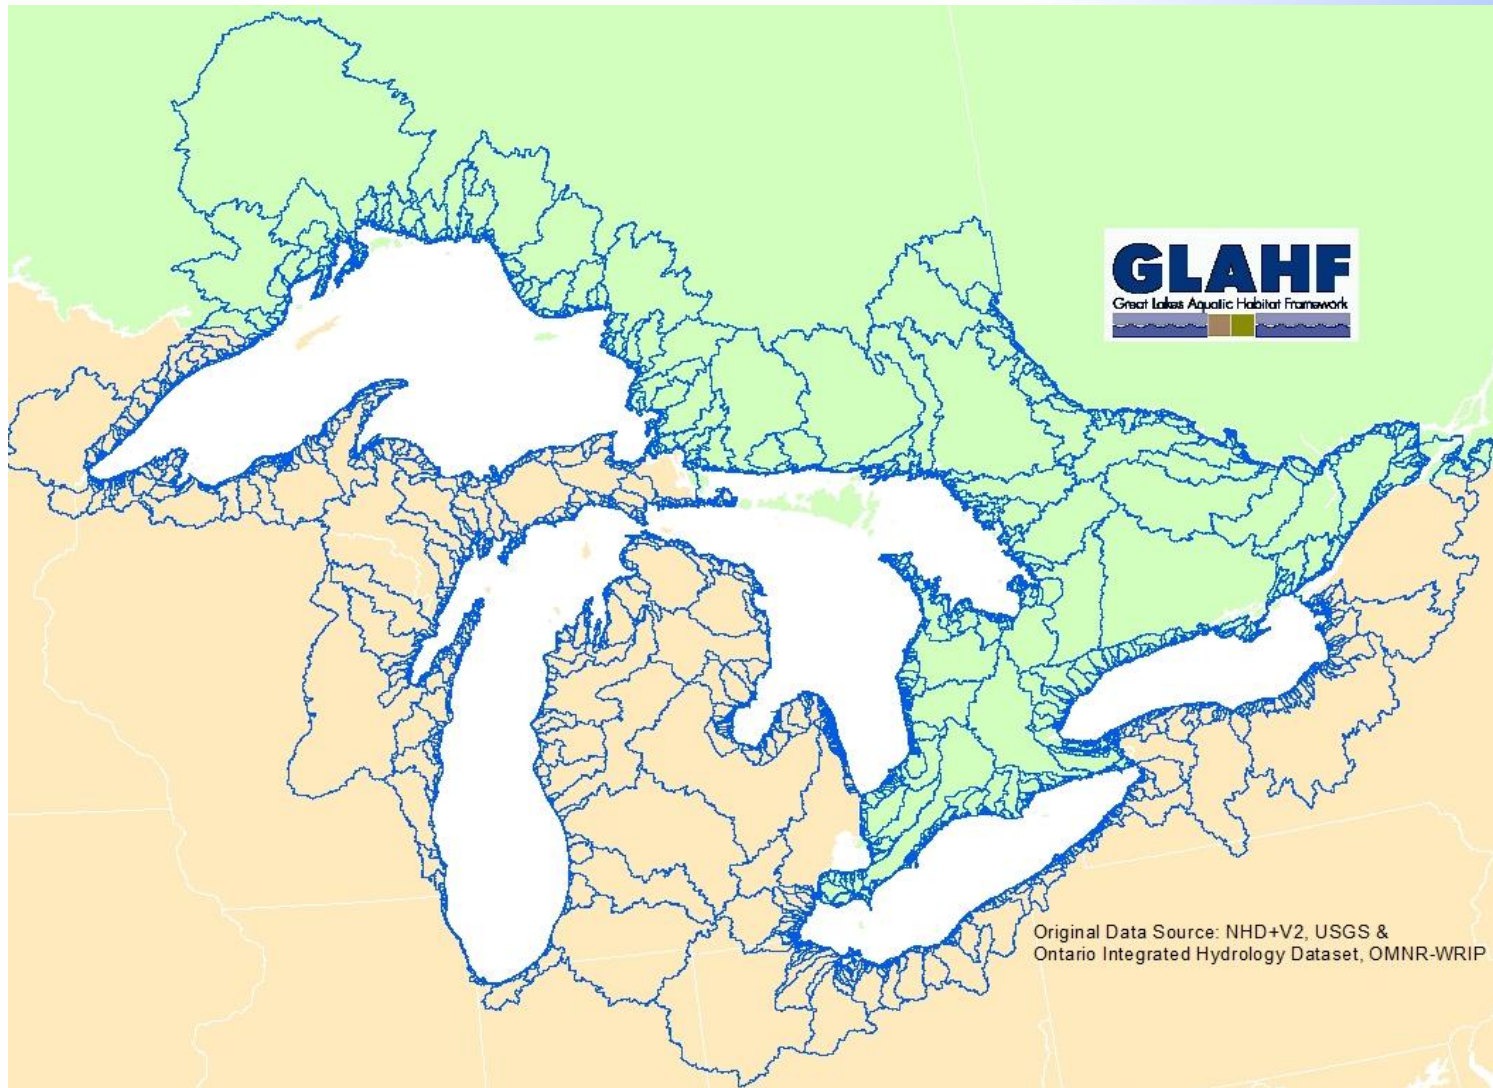 GLAHF
Great Lakes Aquatic Habitat Framework
Original Data Source: NHD+V2, USGS &
Ontario Integrated Hydrology Dataset, OMNR-WRIP